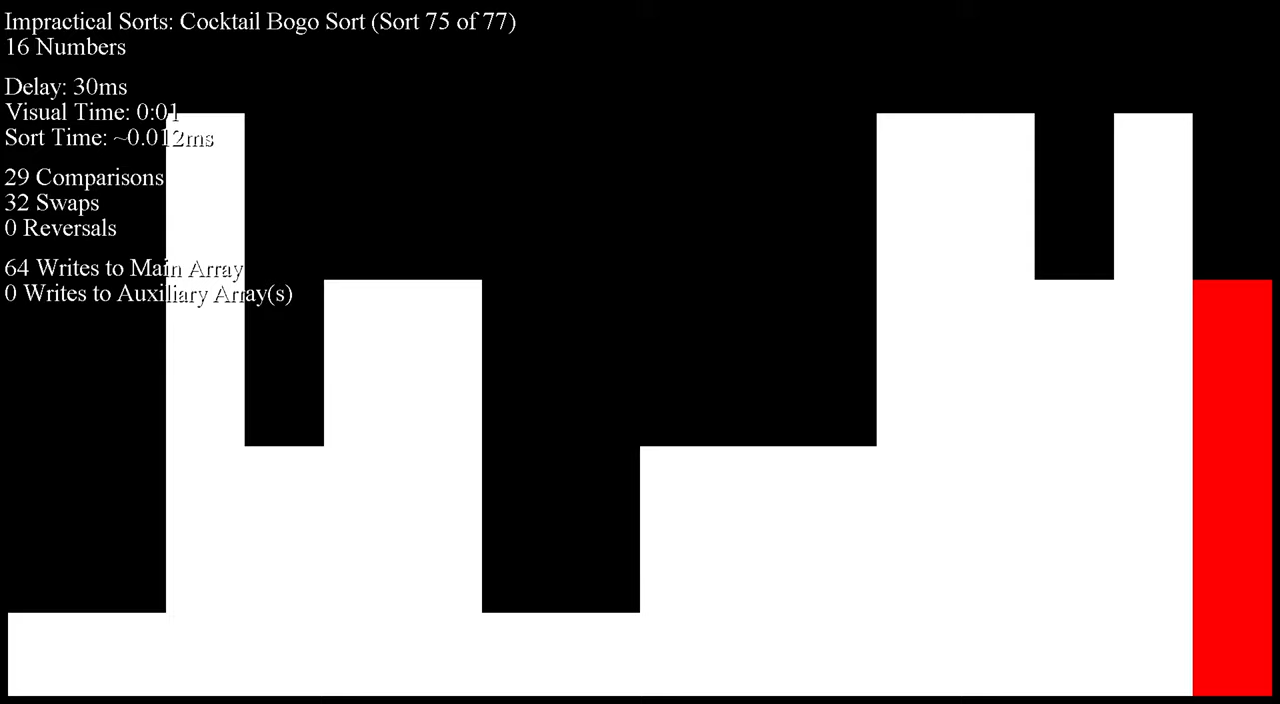 Impractical Sorts: Cocktail Bogo Sort (Sort 75 of 77)
16 Numbers
Delay: 30ms
Visual Time: 0:01
Sort Time: ~0.012ms
29 Comparisons
32 Swaps
0 Reversals
64 Writes to Main Array
0 Writes to Auxiliary Array(s)